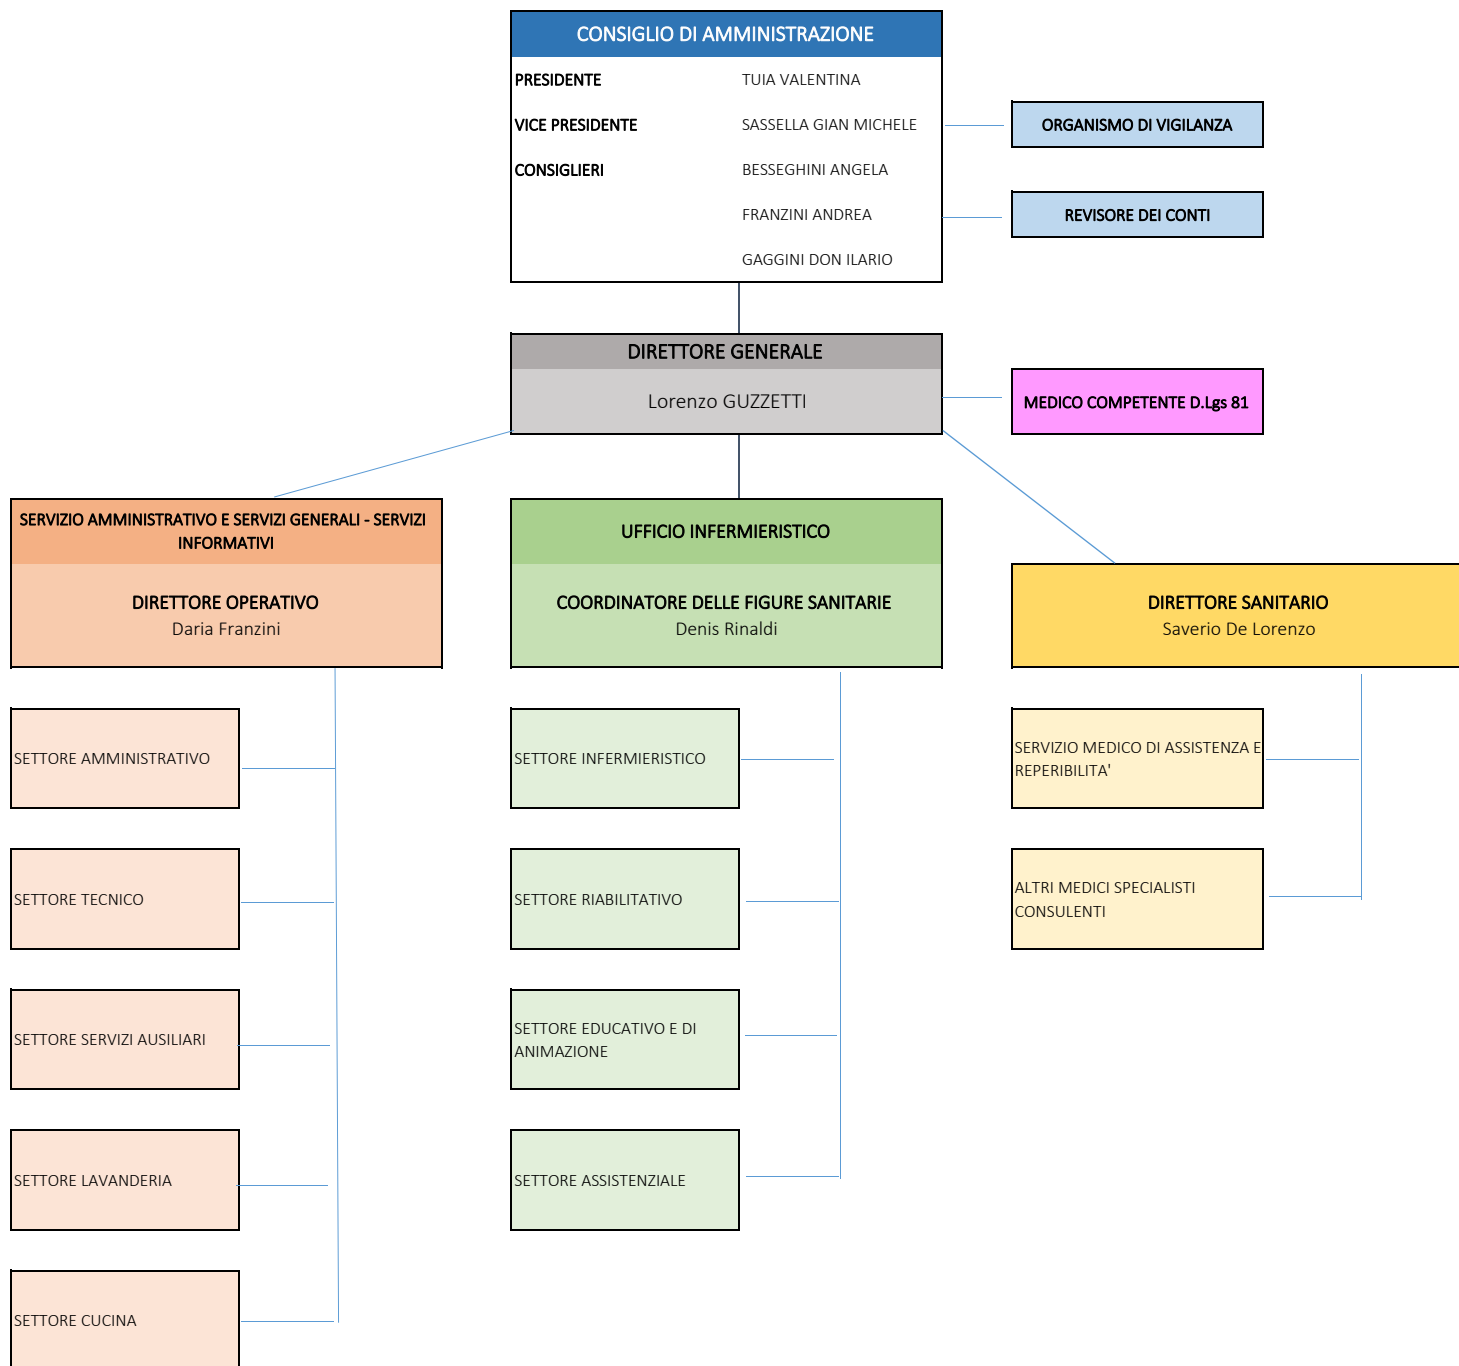 CONSIGLIO DI AMMINISTRAZIONE
PRESIDENTE TUIA VALENTINA
VICE PRESIDENTE SASSELLA GIAN MICHELE
CONSIGLIERI BESSEGHINI ANGELA
FRANZINI ANDREA
GAGGINI DON ILARIO
ORGANISMO DI VIGILANZA
REVISORE DEI CONTI
DIRETTORE GENERALE
Lorenzo GUZZETTI
MEDICO COMPETENTE D.Lgs 81
SERVIZIO AMMINISTRATIVO E SERVIZI GENERALI - SERVIZI
INFORMATIVI
DIRETTORE OPERATIVO
Daria Franzini
UFFICIO INFERMIERISTICO
COORDINATORE DELLE FIGURE SANITARIE
Denis Rinaldi
DIRETTORE SANITARIO
Saverio De Lorenzo
SETTORE AMMINISTRATIVO
SETTORE TECNICO
SETTORE SERVIZI AUSILIARI
SETTORE LAVANDERIA
SETTORE CUCINA
SETTORE INFERMIERISTICO
SETTORE RIABILITATIVO
SETTORE EDUCATIVO E DI
ANIMAZIONE
SETTORE ASSISTENZIALE
SERVIZIO MEDICO DI ASSISTENZA E
REPERIBILITA'
ALTRI MEDICI SPECIALISTI
CONSULENTI